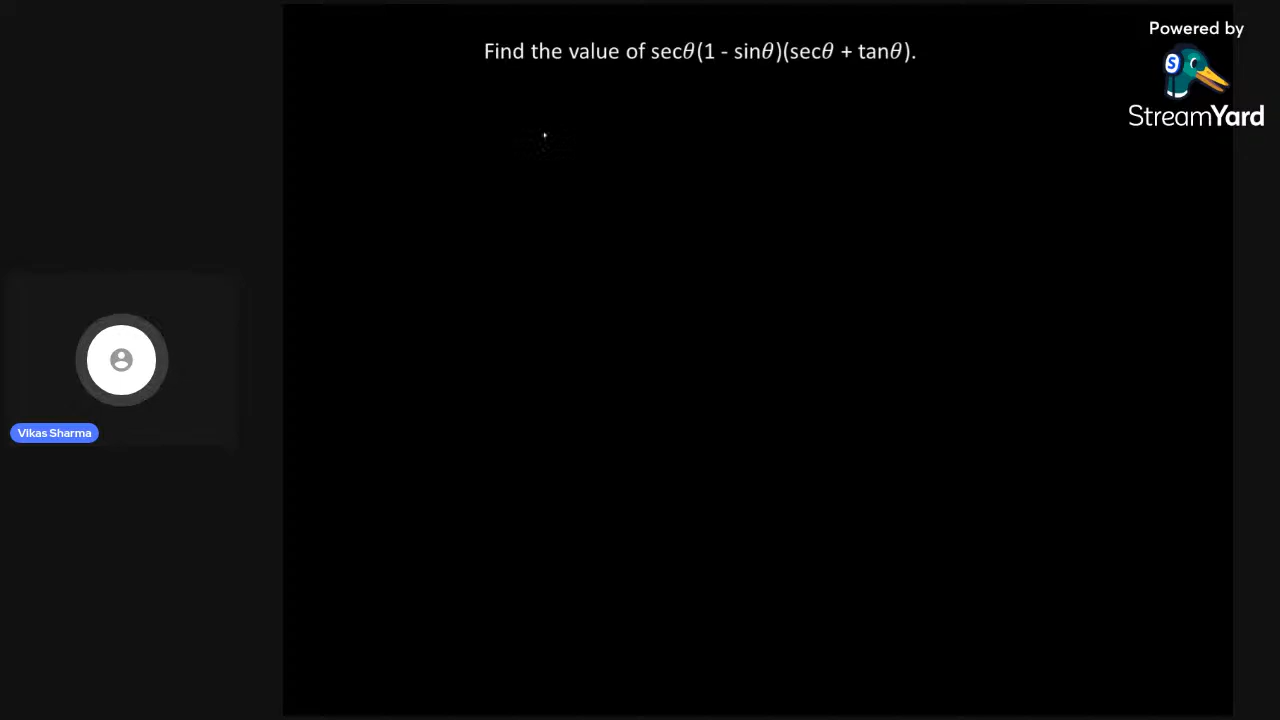 Find the value of sec𝜃(1 - sin𝜃)(sec𝜃 + tan𝜃).
Powered by
S
StreamYard
Vikas Sharma